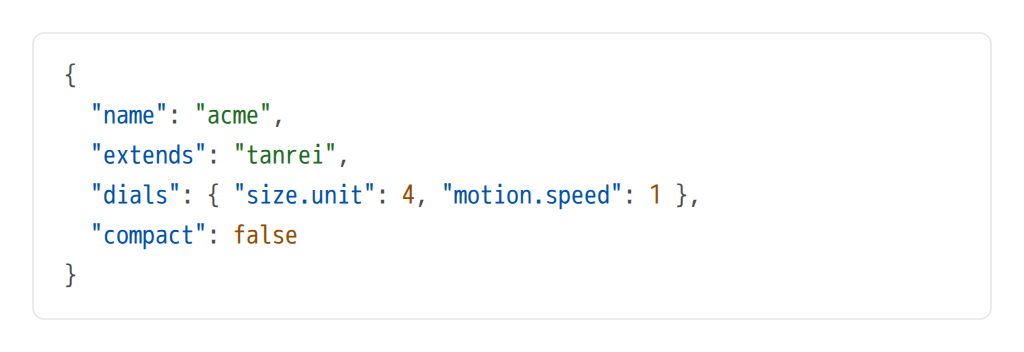 {
  "name": "acme",
  "extends": "tanrei",
  "dials": { "size.unit": 4, "motion.speed": 1 },
  "compact": false
}